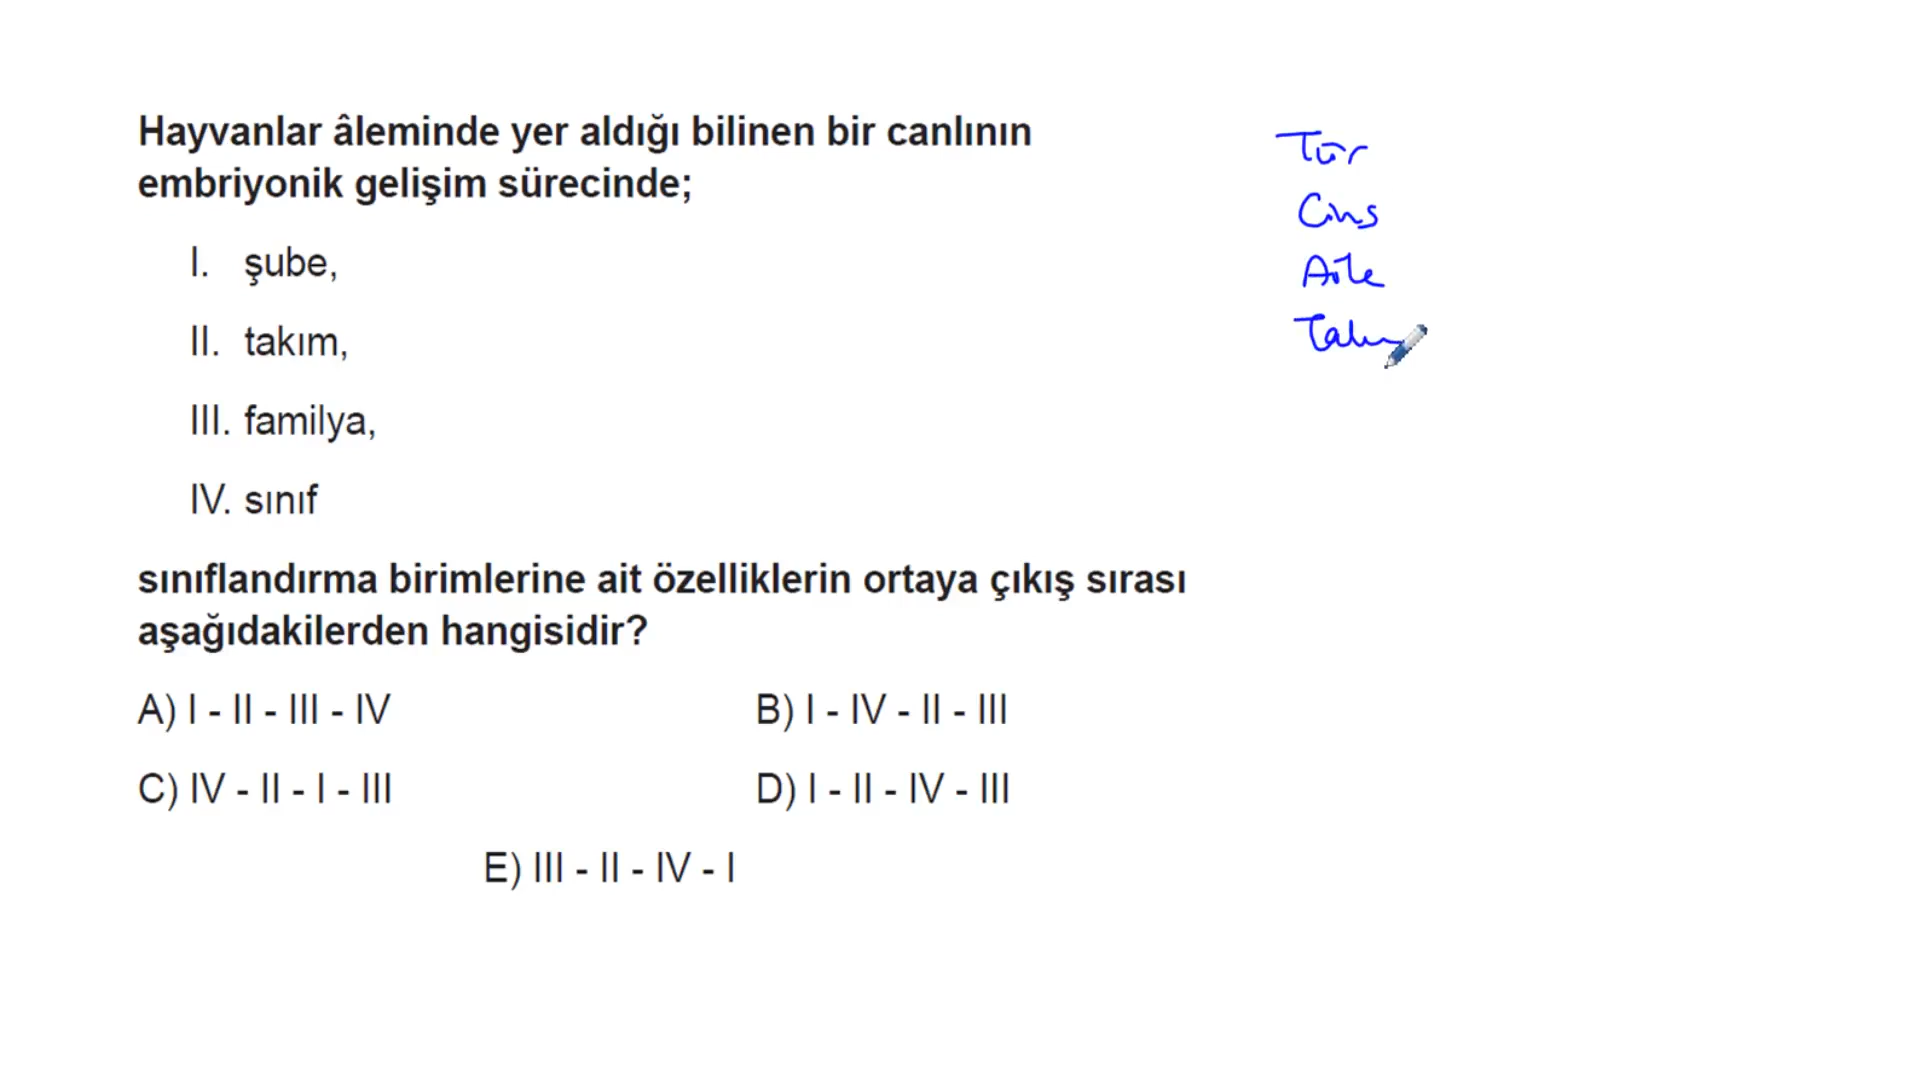 Hayvanlar âleminde yer aldığı bilinen bir canlının
embriyonik gelişim sürecinde;
I. şube,
II. takım,
III. familya,
IV. sınıf
sınıflandırma birimlerine ait özelliklerin ortaya çıkış sırası
aşağıdakilerden hangisidir?
A) I - II - III - IV
B) I - IV - II - III
C) IV - II - I - III
D) I - II - IV - III
E) III - II - IV - I
Tür
Cins
Aile
Takım